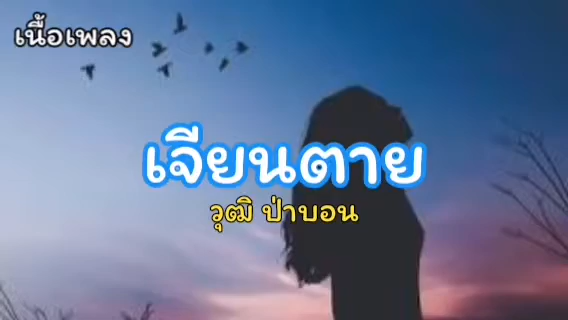 เนื้อเพลง
เจียนตาย
วุฒิ ป่าบอน